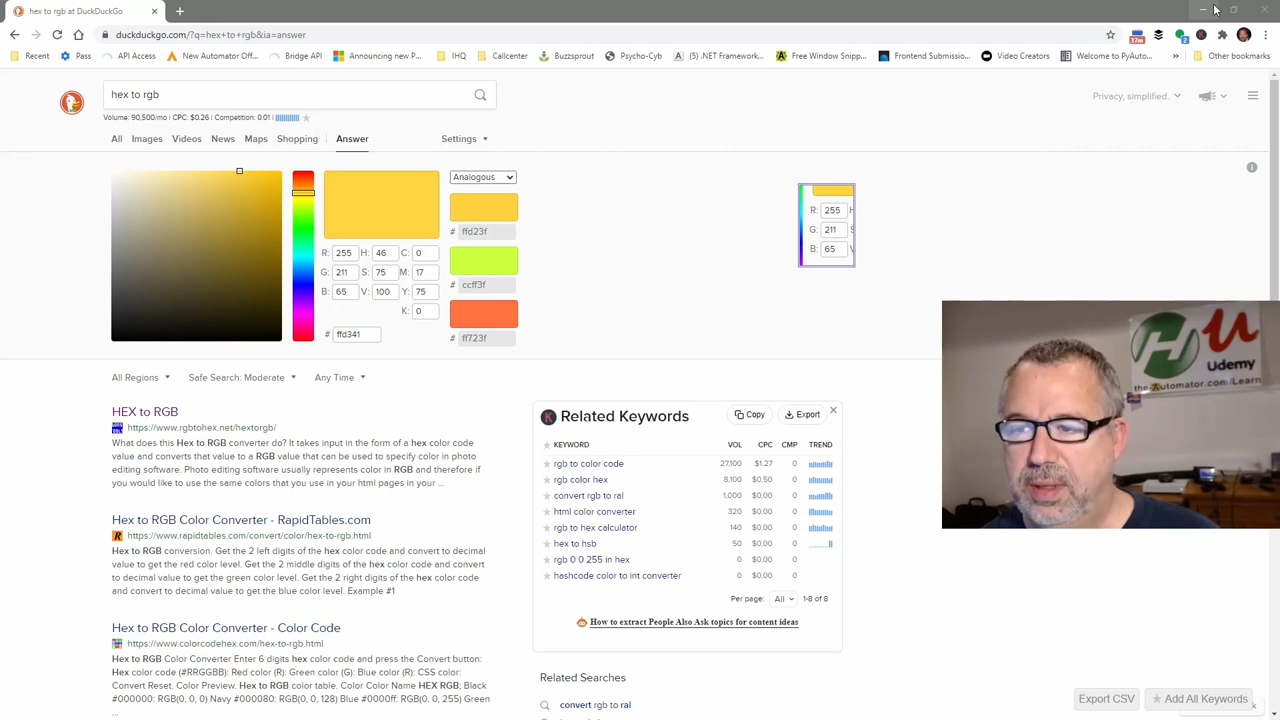 hex to rgb at DuckDuckGo
duckduckgo.com/?q=hex+to+rgb&ia=answer
37m
2
Recent
Pass
API Access
New Automator Off...
Bridge API
Announcing new P...
IHQ
Callcenter
Buzzsprout
Psycho-Cyb
(5) .NET Framework...
Free Window Snipp...
Frontend Submissio...
Video Creators
Welcome to PyAuto...
»
Other bookmarks
hex to rgb
Privacy, simplified.
Volume: 90,500/mo | CPC: $0.26 | Competition: 0.01 |
All Images Videos News Maps Shopping Answer Settings
Analogous
R: 255 H: 46 C: 0
G: 211 S: 75 M: 17
B: 65 V: 100 Y: 75
K: 0
# ffd341
# ffd23f
# ccff3f
# ff723f
R: 255
G: 211
B: 65
H
U
Udemy
the-Automator.com/Learn
All Regions Safe Search: Moderate Any Time
HEX to RGB
https://www.rgbtohex.net/hextorgb/
What does this Hex to RGB converter do? It takes input in the form of a hex color code
value and converts that value to a RGB value that can be used to specify color in photo
editing software. Photo editing software usually represents color in RGB and therefore if
you would like to use the same colors that you use in your html pages in your ...
Hex to RGB Color Converter - RapidTables.com
https://www.rapidtables.com/convert/color/hex-to-rgb.html
Hex to RGB conversion. Get the 2 left digits of the hex color code and convert to decimal
value to get the red color level. Get the 2 middle digits of the hex color code and convert
to decimal value to get the green color level. Get the 2 right digits of the hex color code
and convert to decimal value to get the blue color level. Example #1
Hex to RGB Color Converter - Color Code
https://www.colorcodehex.com/hex-to-rgb.html
Hex to RGB Color Converter Enter 6 digits hex color code and press the Convert button:
Hex color code (#RRGGBB): Red color (R): Green color (G): Blue color (R): CSS color:
Convert Reset. Color Preview. Hex to RGB color table. Color Color Name HEX RGB; Black
#000000: RGB(0, 0, 0) Navy #000080: RGB(0, 0, 128) Blue #0000ff: RGB(0, 0, 255) Green
...
Related Keywords
Copy
Export
KEYWORD VOL CPC CMP TREND
rgb to color code 27,100 $1.27 0
rgb color hex 8,100 $0.50 0
convert rgb to ral 1,000 $0.00 0
html color converter 320 $0.00 0
rgb to hex calculator 140 $0.00 0
hex to hsb 50 $0.00 0
rgb 0 0 255 in hex 0 $0.00 0
hashcode color to int converter 0 $0.00 0
Per page: All 1-8 of 8
How to extract People Also Ask topics for content ideas
Related Searches
convert rgb to ral
Export CSV
Add All Keywords